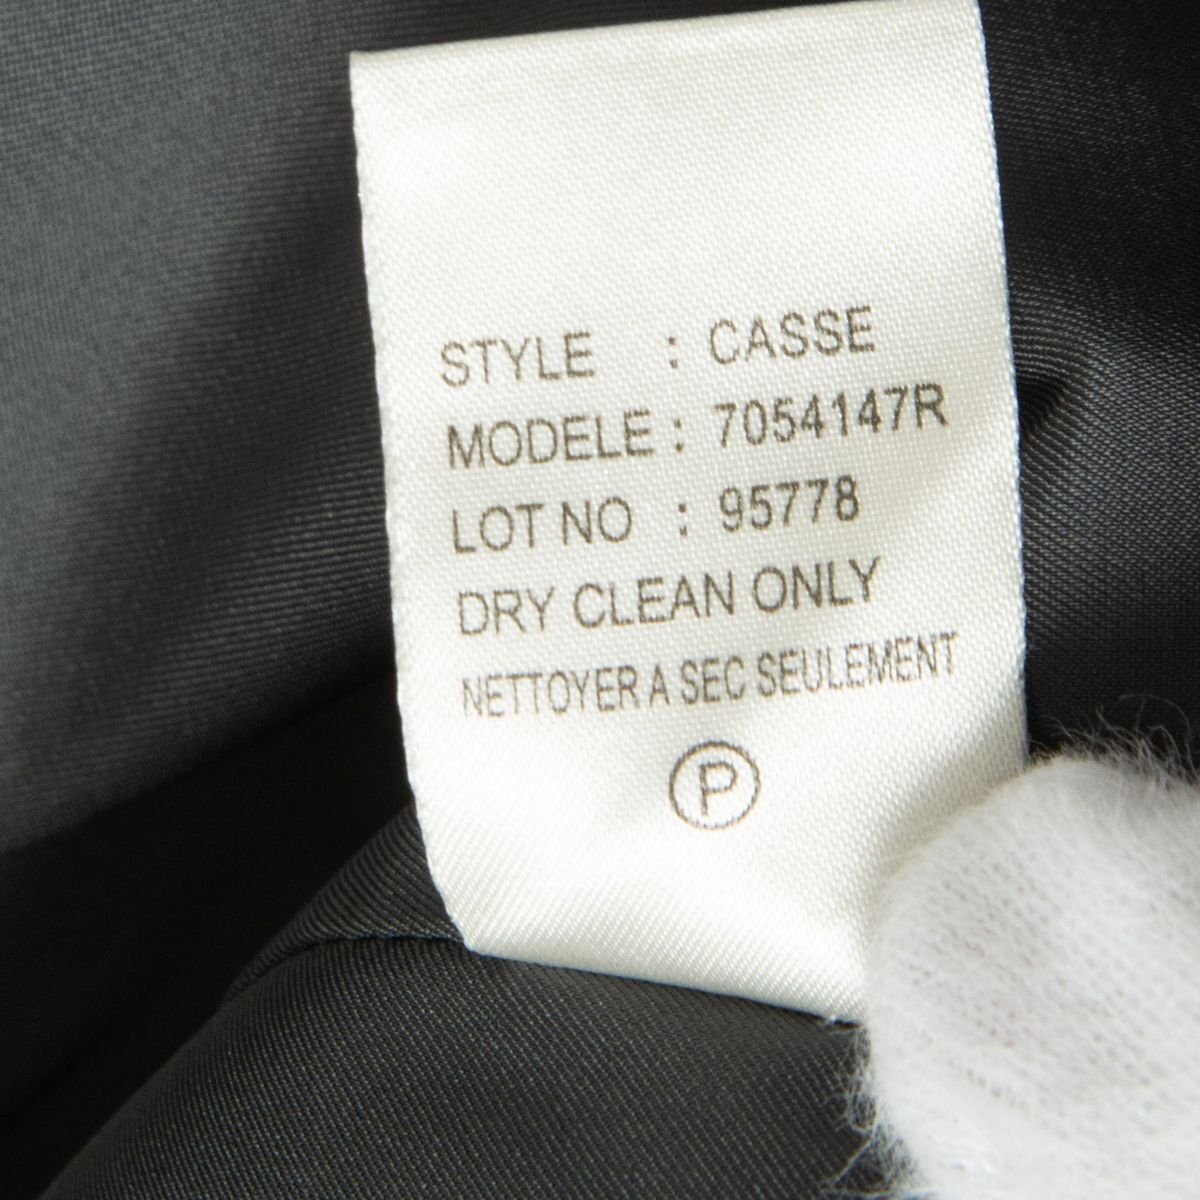 STYLE : CASSE
MODELE : 7054147R
LOT NO : 95778
DRY CLEAN ONLY
NETTOYER A SEC SEULEMENT
P